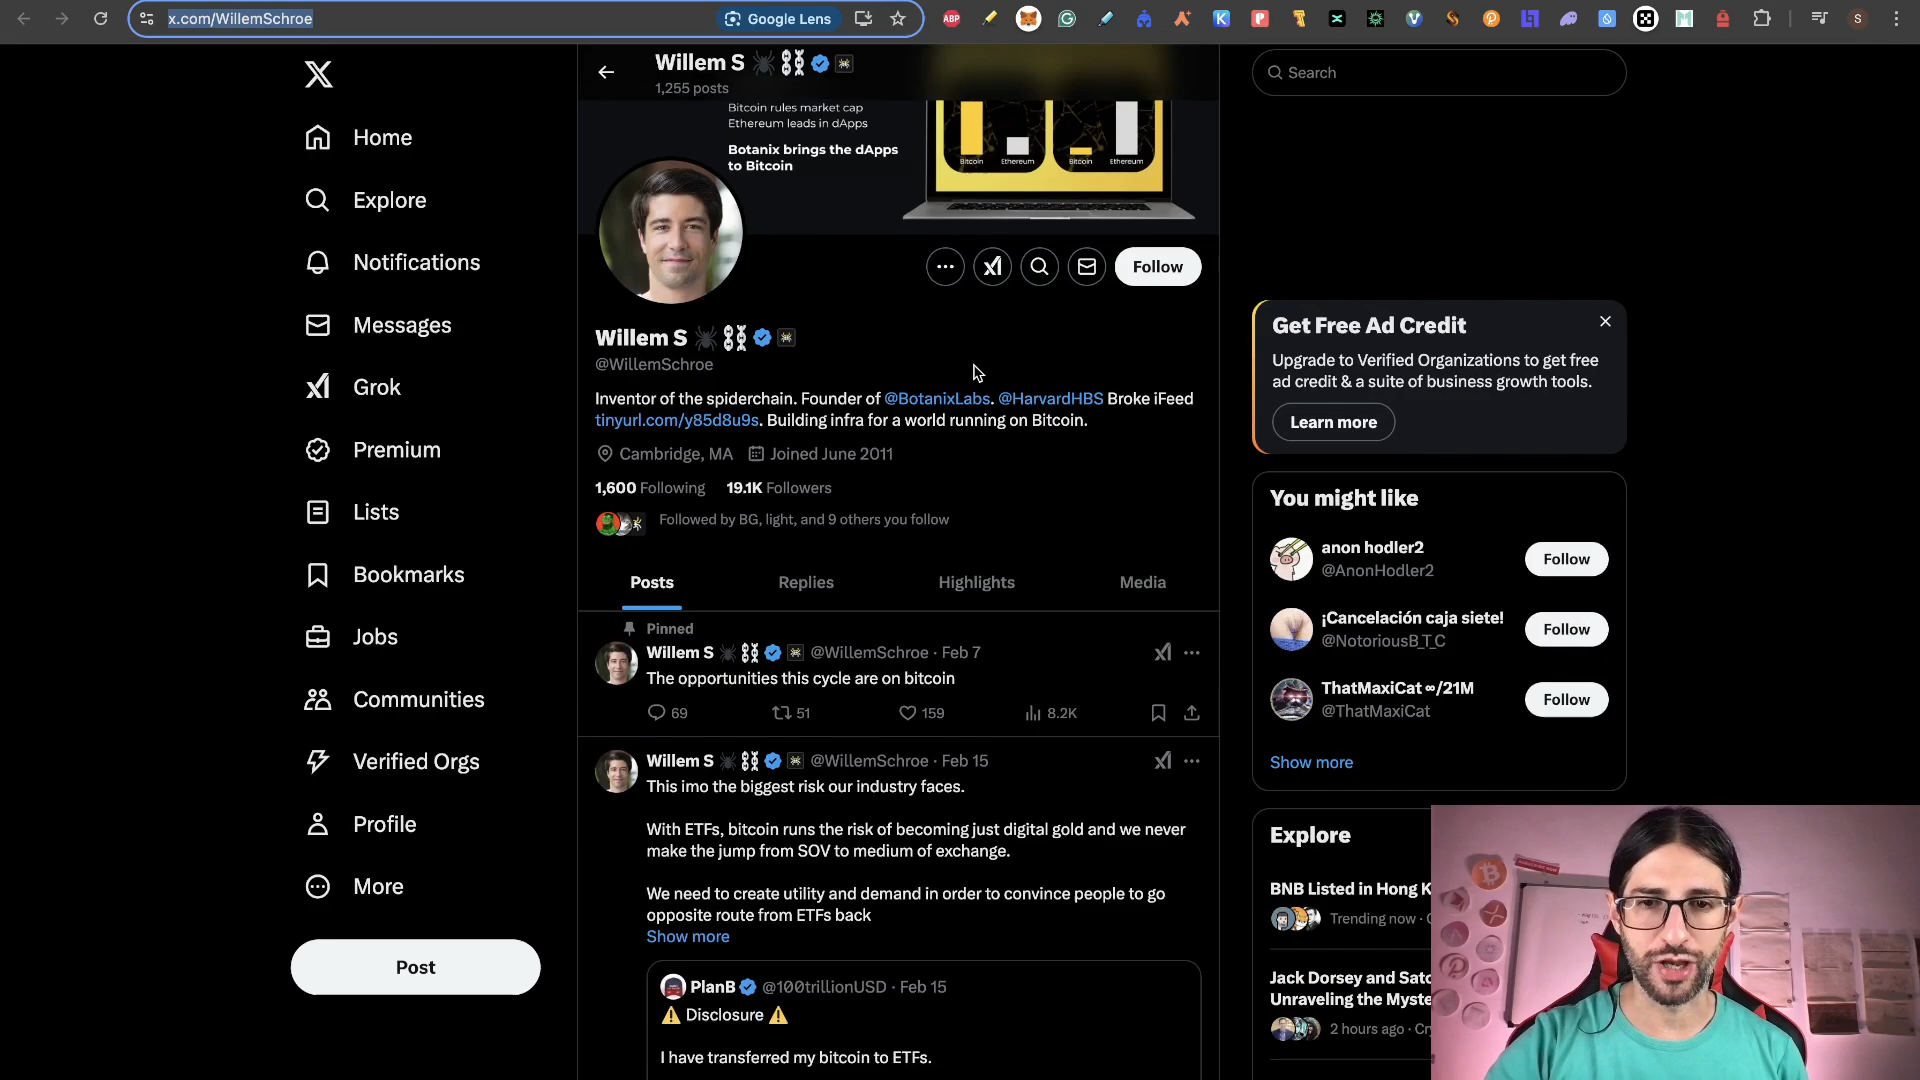 x.com/WillemSchroe
Google Lens
ABP
S
Willem S
1,255 posts
Bitcoin rules market cap
Ethereum leads in dApps
Botanix brings the dApps
to Bitcoin
Bitcoin
Ethereum
Bitcoin
Ethereum
Search
Home
Explore
Notifications
Messages
Grok
Premium
Lists
Bookmarks
Jobs
Communities
Verified Orgs
Profile
More
Post
Follow
Willem S
@WillemSchroe
Inventor of the spiderchain. Founder of @BotanixLabs. @HarvardHBS Broke iFeed
tinyurl.com/y85d8u9s. Building infra for a world running on Bitcoin.
Cambridge, MA Joined June 2011
1,600 Following 19.1K Followers
Followed by BG, light, and 9 others you follow
Posts Replies Highlights Media
Pinned
Willem S @WillemSchroe · Feb 7
The opportunities this cycle are on bitcoin
69 51 159 8.2K
Willem S @WillemSchroe · Feb 15
This imo the biggest risk our industry faces.
With ETFs, bitcoin runs the risk of becoming just digital gold and we never
make the jump from SOV to medium of exchange.
We need to create utility and demand in order to convince people to go
opposite route from ETFs back
Show more
PlanB @100trillionUSD · Feb 15
⚠️ Disclosure ⚠️
I have transferred my bitcoin to ETFs.
Get Free Ad Credit
Upgrade to Verified Organizations to get free
ad credit & a suite of business growth tools.
Learn more
You might like
anon hodler2
@AnonHodler2
Follow
¡Cancelación caja siete!
@NotoriousB_T_C
Follow
ThatMaxiCat ∞/21M
@ThatMaxiCat
Follow
Show more
Explore
BNB Listed in Hong K
Trending now ·
Jack Dorsey and Sato
Unraveling the Myste
2 hours ago · Cr